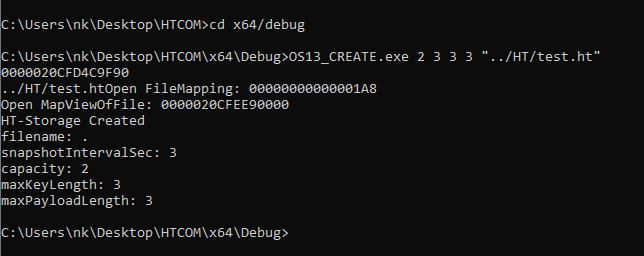 C:\Users\nk\Desktop\HTCOM>cd x64/debug
C:\Users\nk\Desktop\HTCOM\x64\Debug>OS13_CREATE.exe 2 3 3 3 "../HT/test.ht"
0000020CFD4C9F90
../HT/test.htOpen FileMapping: 00000000000001A8
Open MapViewOfFile: 0000020CFEE90000
HT-Storage Created
filename: .
snapshotIntervalSec: 3
capacity: 2
maxKeyLength: 3
maxPayloadLength: 3
C:\Users\nk\Desktop\HTCOM\x64\Debug>